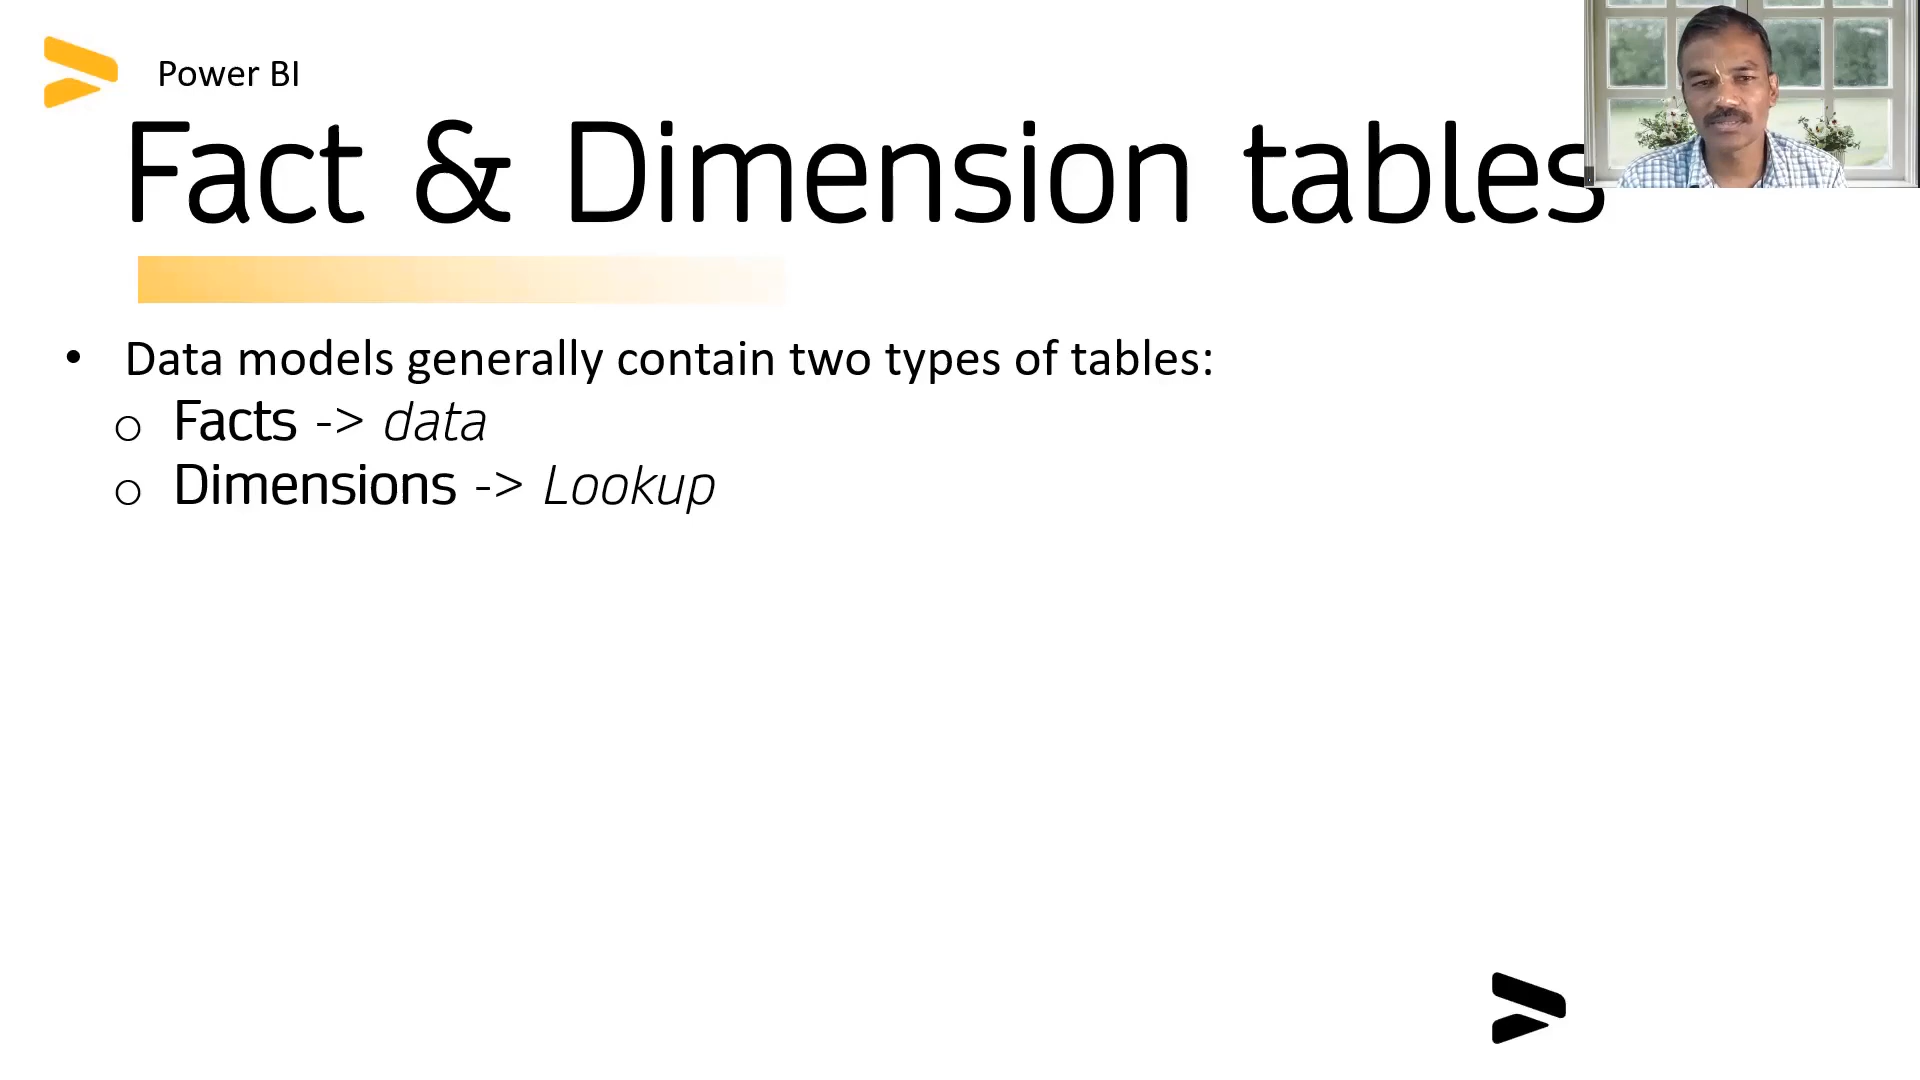 Power BI
Fact & Dimension tables
• Data models generally contain two types of tables:
o Facts -> data
o Dimensions -> Lookup